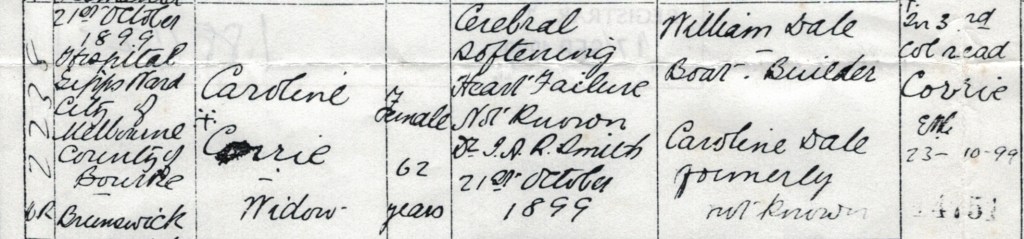 21st October
1899
Hospital
Gipps Ward
City of
Melbourne
County of
Bourke
Brunswick
Caroline
Corrie
Widow
Female
62
years
Cerebral
Softening
Heart Failure
Not Known
Dr. J. A. R. Smith
21st October
1899
William Dale
Boat-Builder
Caroline Dale
formerly
not known
In 3rd
Col read
Corrie
23-10-99